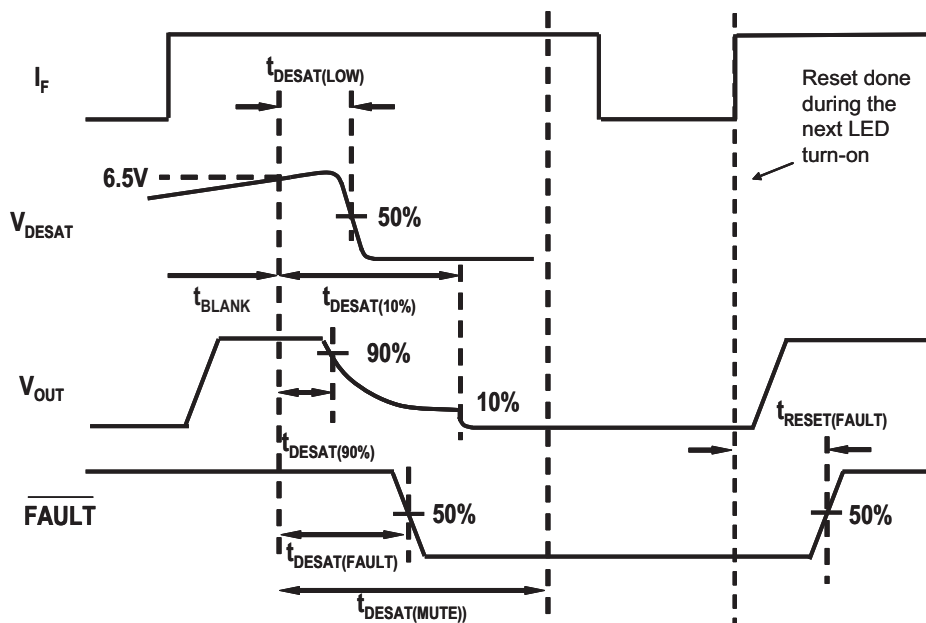 I_F
t_DESAT(LOW)
Reset done
during the
next LED
turn-on
6.5V
V_DESAT
50%
t_BLANK
t_DESAT(10%)
90%
V_OUT
10%
t_RESET(FAULT)
t_DESAT(90%)
FAULT
50%
50%
t_DESAT(FAULT)
t_DESAT(MUTE))